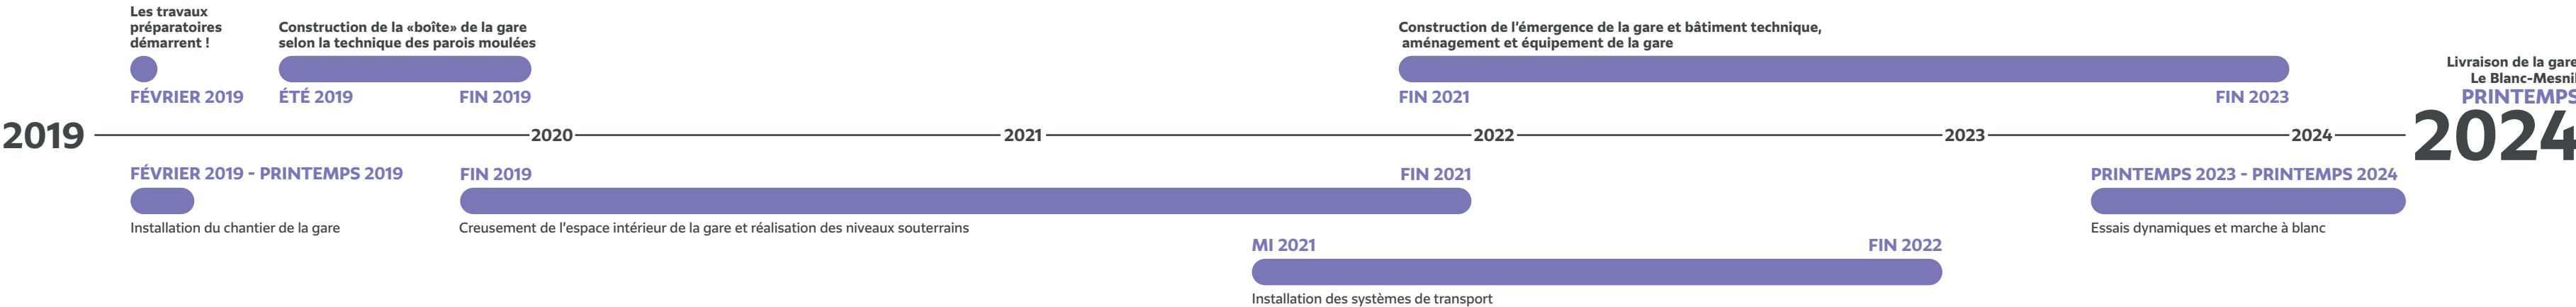 Les travaux
préparatoires
démarrent !
FÉVRIER 2019
Construction de la «boîte» de la gare
selon la technique des parois moulées
ÉTÉ 2019
FIN 2019
Construction de l’émergence de la gare et bâtiment technique,
aménagement et équipement de la gare
FIN 2021
FIN 2023
Livraison de la gare
Le Blanc-Mesnil
PRINTEMPS
2024
2019
2020
2021
2022
2023
2024
FÉVRIER 2019 - PRINTEMPS 2019
Installation du chantier de la gare
FIN 2019
FIN 2021
Creusement de l’espace intérieur de la gare et réalisation des niveaux souterrains
MI 2021
FIN 2022
Installation des systèmes de transport
PRINTEMPS 2023 - PRINTEMPS 2024
Essais dynamiques et marche à blanc